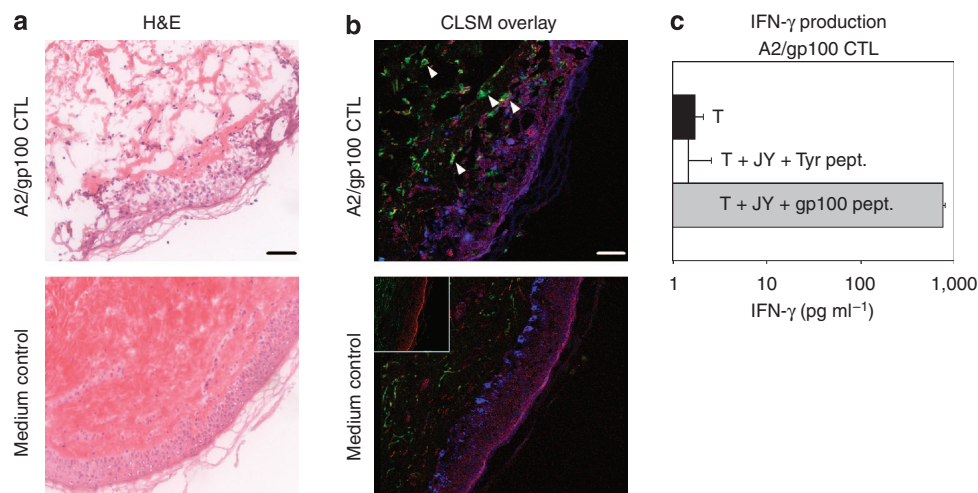 a
H&E
A2/gp100 CTL
Medium control
b
CLSM overlay
A2/gp100 CTL
Medium control
c
IFN-γ production
A2/gp100 CTL
T
T + JY + Tyr pept.
T + JY + gp100 pept.
1 10 100 1,000
IFN-γ (pg ml⁻¹)